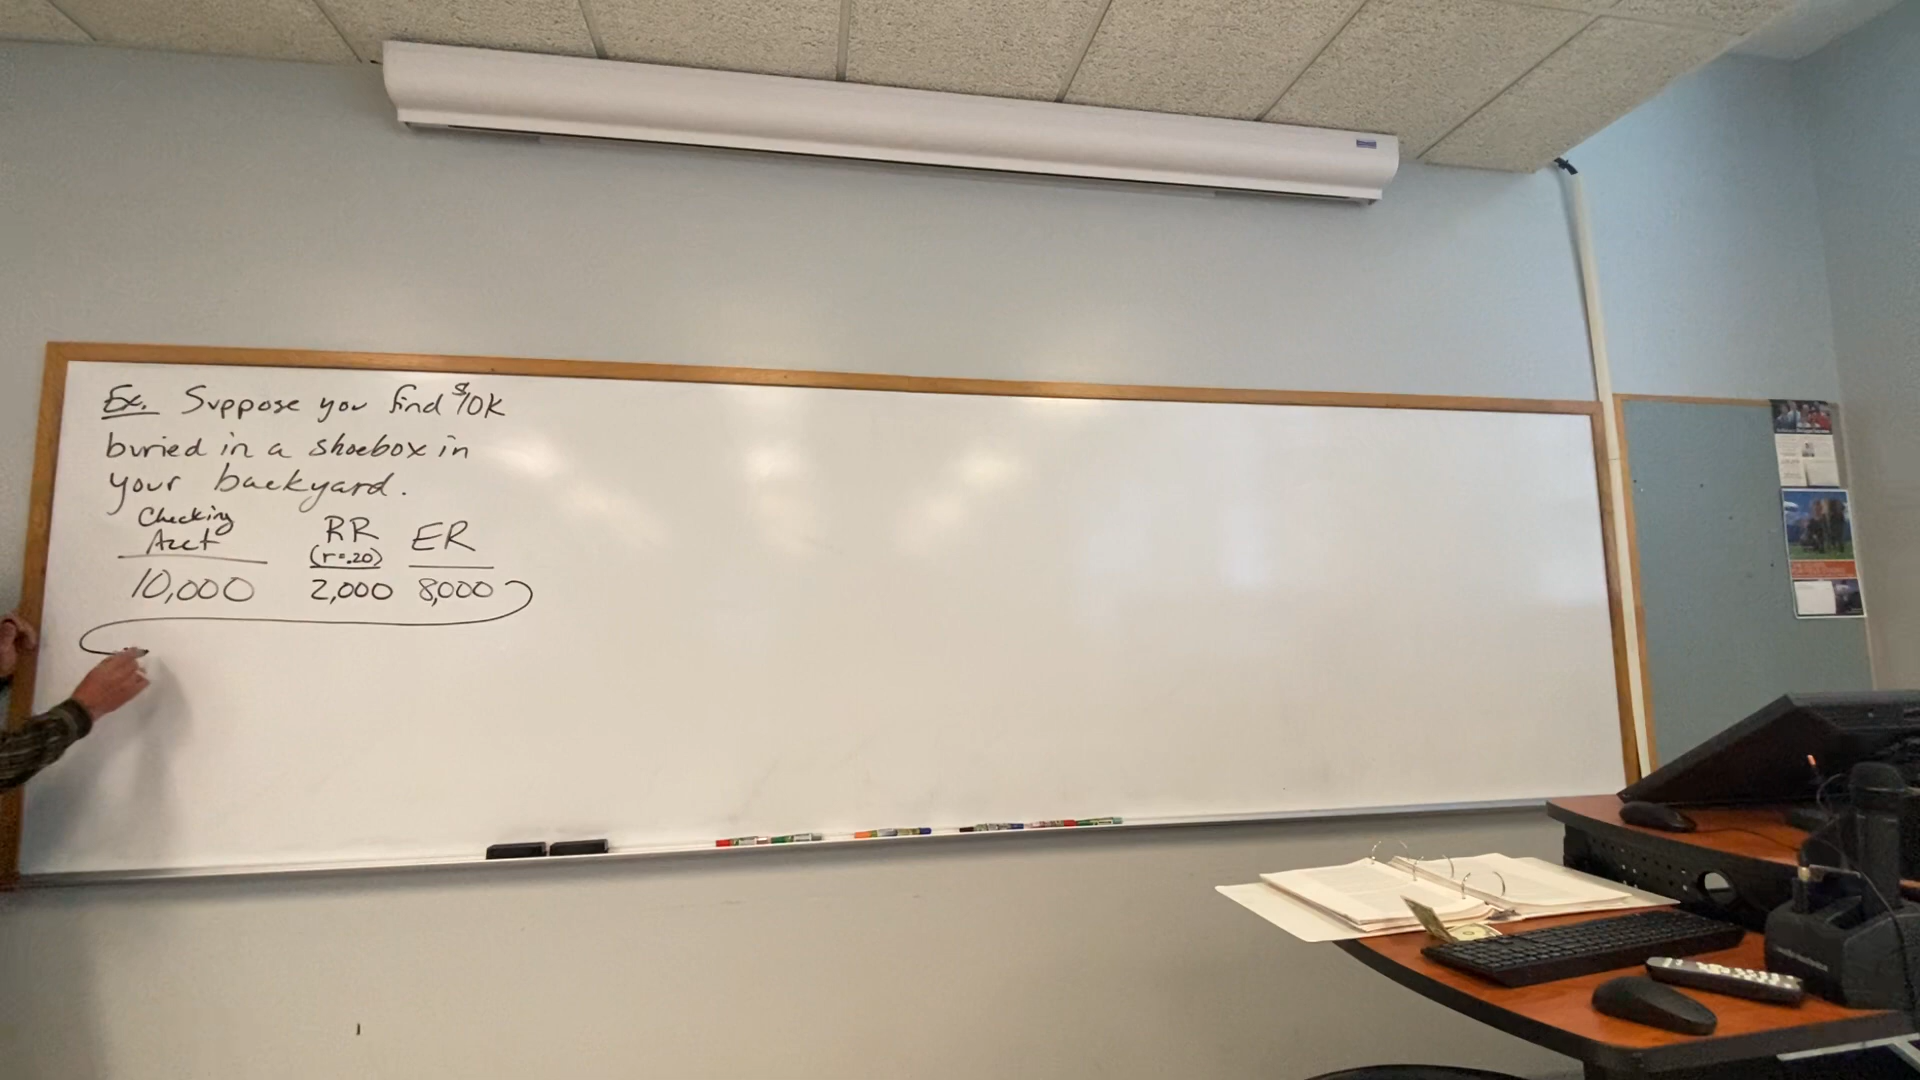 Ex. Suppose you find $10k
buried in a shoebox in
your backyard.
Checking RR ER
Acct (r=.20)
10,000 2,000 8,000